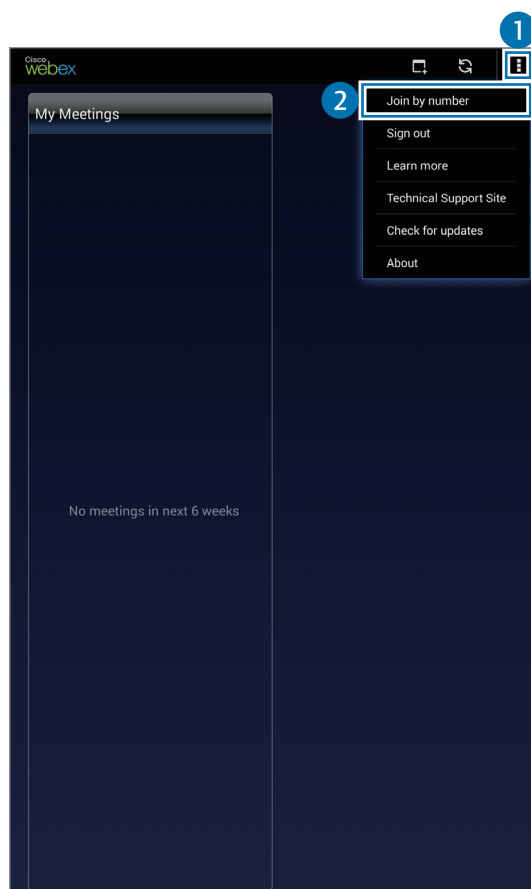 1
Cisco
webex
2
Join by number
My Meetings
Sign out
Learn more
Technical Support Site
Check for updates
About
No meetings in next 6 weeks